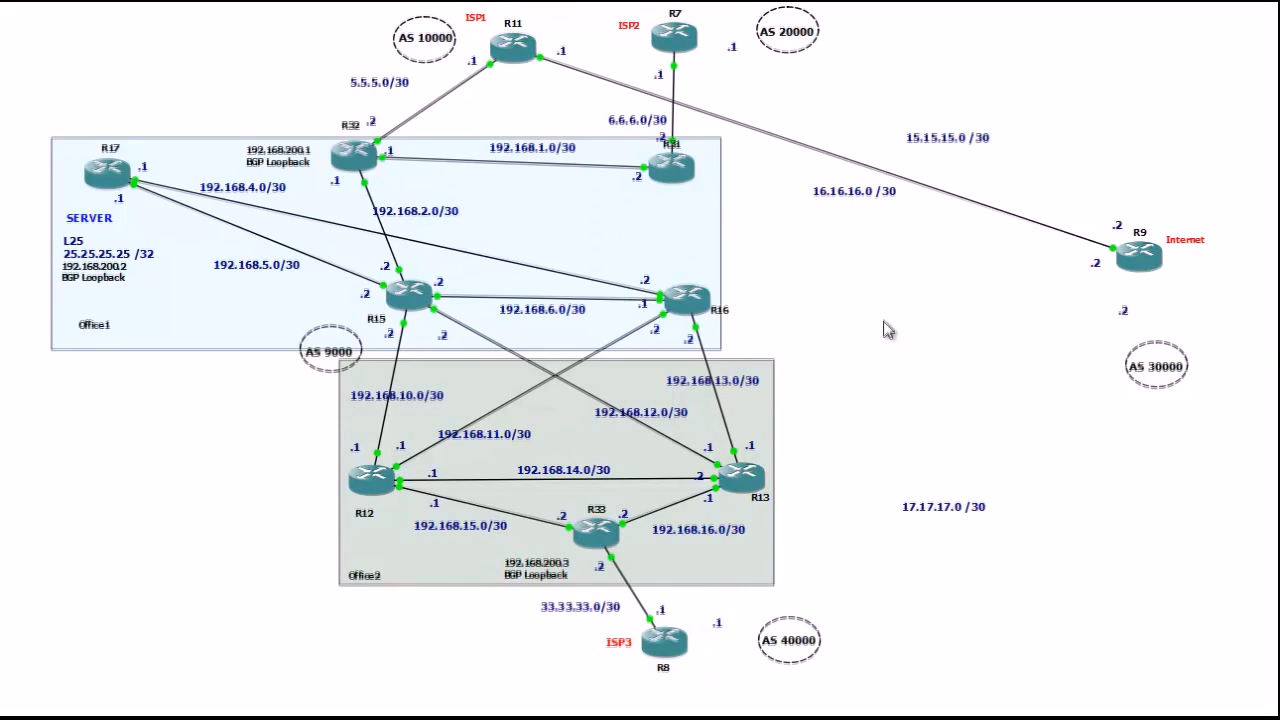 ISP1
R11
AS 10000
.1
.1
ISP2
R7
AS 20000
.1
.1
5.5.5.0/30
.2
R32
6.6.6.0/30
.2
R31
15.15.15.0 /30
16.16.16.0 /30
R17
.1
.1
192.168.200.1
BGP Loopback
.1
.1
192.168.1.0/30
.2
192.168.4.0/30
192.168.2.0/30
SERVER
L25
25.25.25.25 /32
192.168.200.2
BGP Loopback
192.168.5.0/30
.2
.2
.2
.2
.1
R9
Internet
.2
.2
.2
Office1
R15
192.168.6.0/30
R16
.2
.2
.2
.2
AS 9000
AS 30000
192.168.10.0/30
192.168.13.0/30
192.168.12.0/30
192.168.11.0/30
.1
.1
.1
.1
.1
192.168.14.0/30
.2
R12
.1
192.168.15.0/30
.2
R33
.2
.1
R13
192.168.16.0/30
17.17.17.0 /30
192.168.200.3
BGP Loopback
.2
Office2
33.33.33.0/30
.1
.1
ISP3
R8
AS 40000